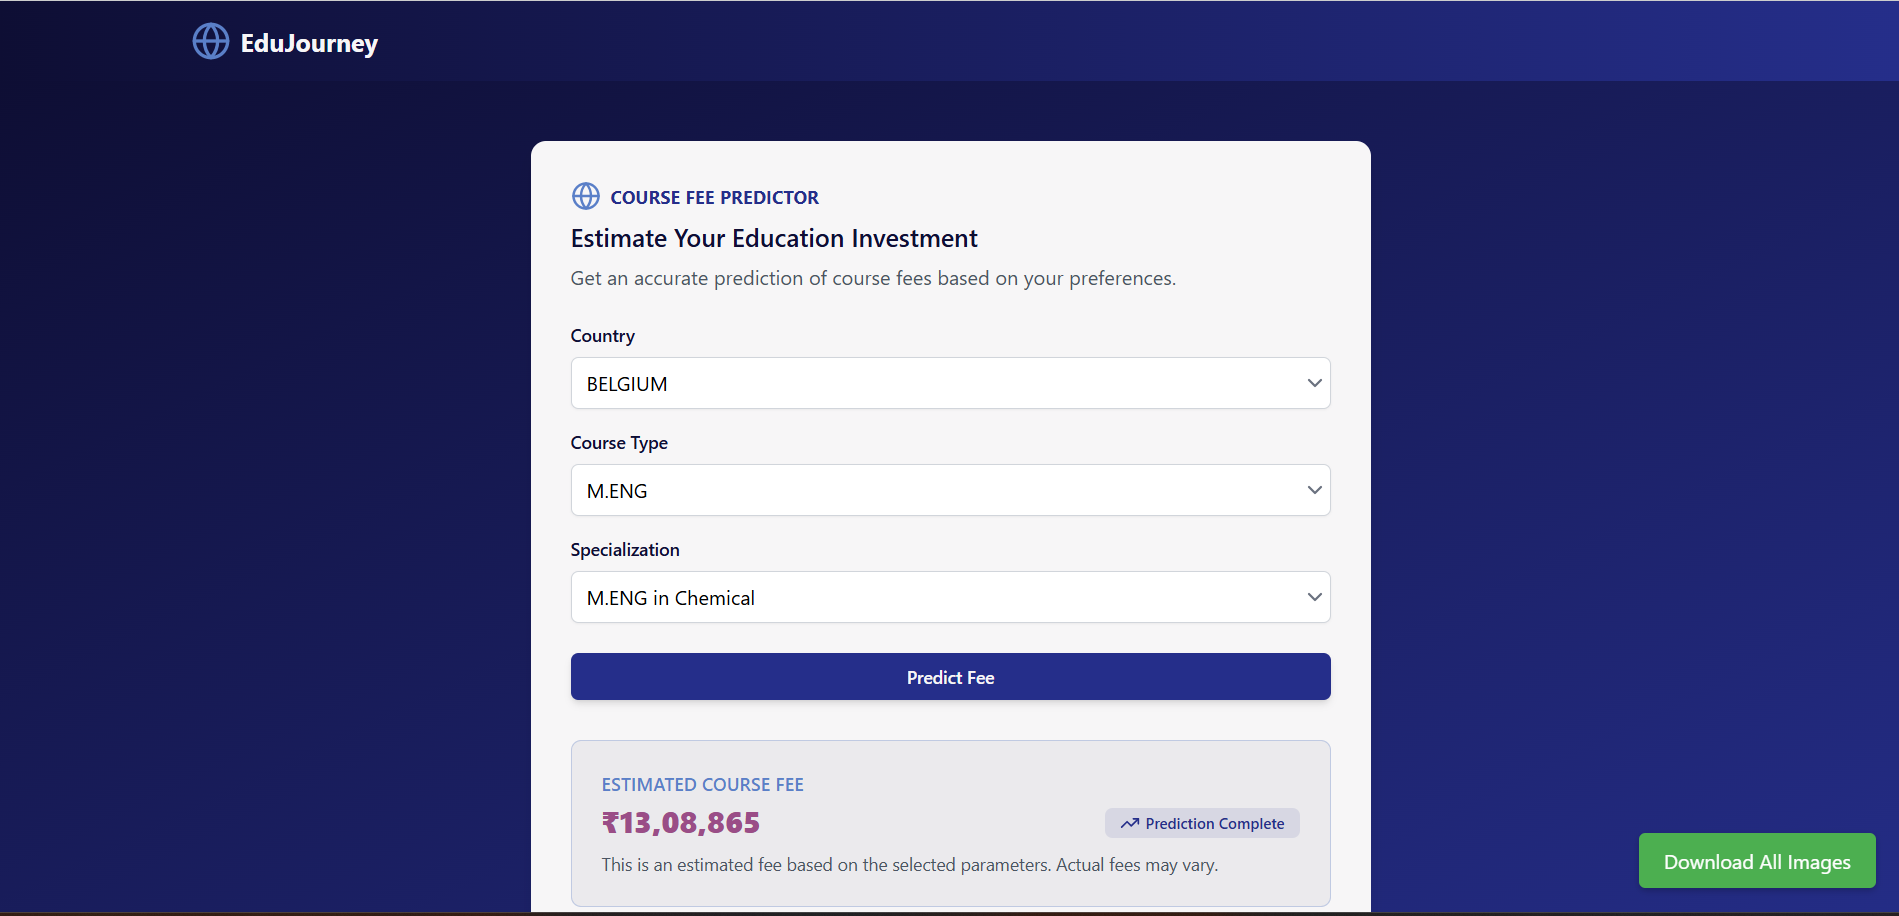 EduJourney
COURSE FEE PREDICTOR
Estimate Your Education Investment
Get an accurate prediction of course fees based on your preferences.
Country
BELGIUM
Course Type
M.ENG
Specialization
M.ENG in Chemical
Predict Fee
ESTIMATED COURSE FEE
₹13,08,865
Prediction Complete
This is an estimated fee based on the selected parameters. Actual fees may vary.
Download All Images